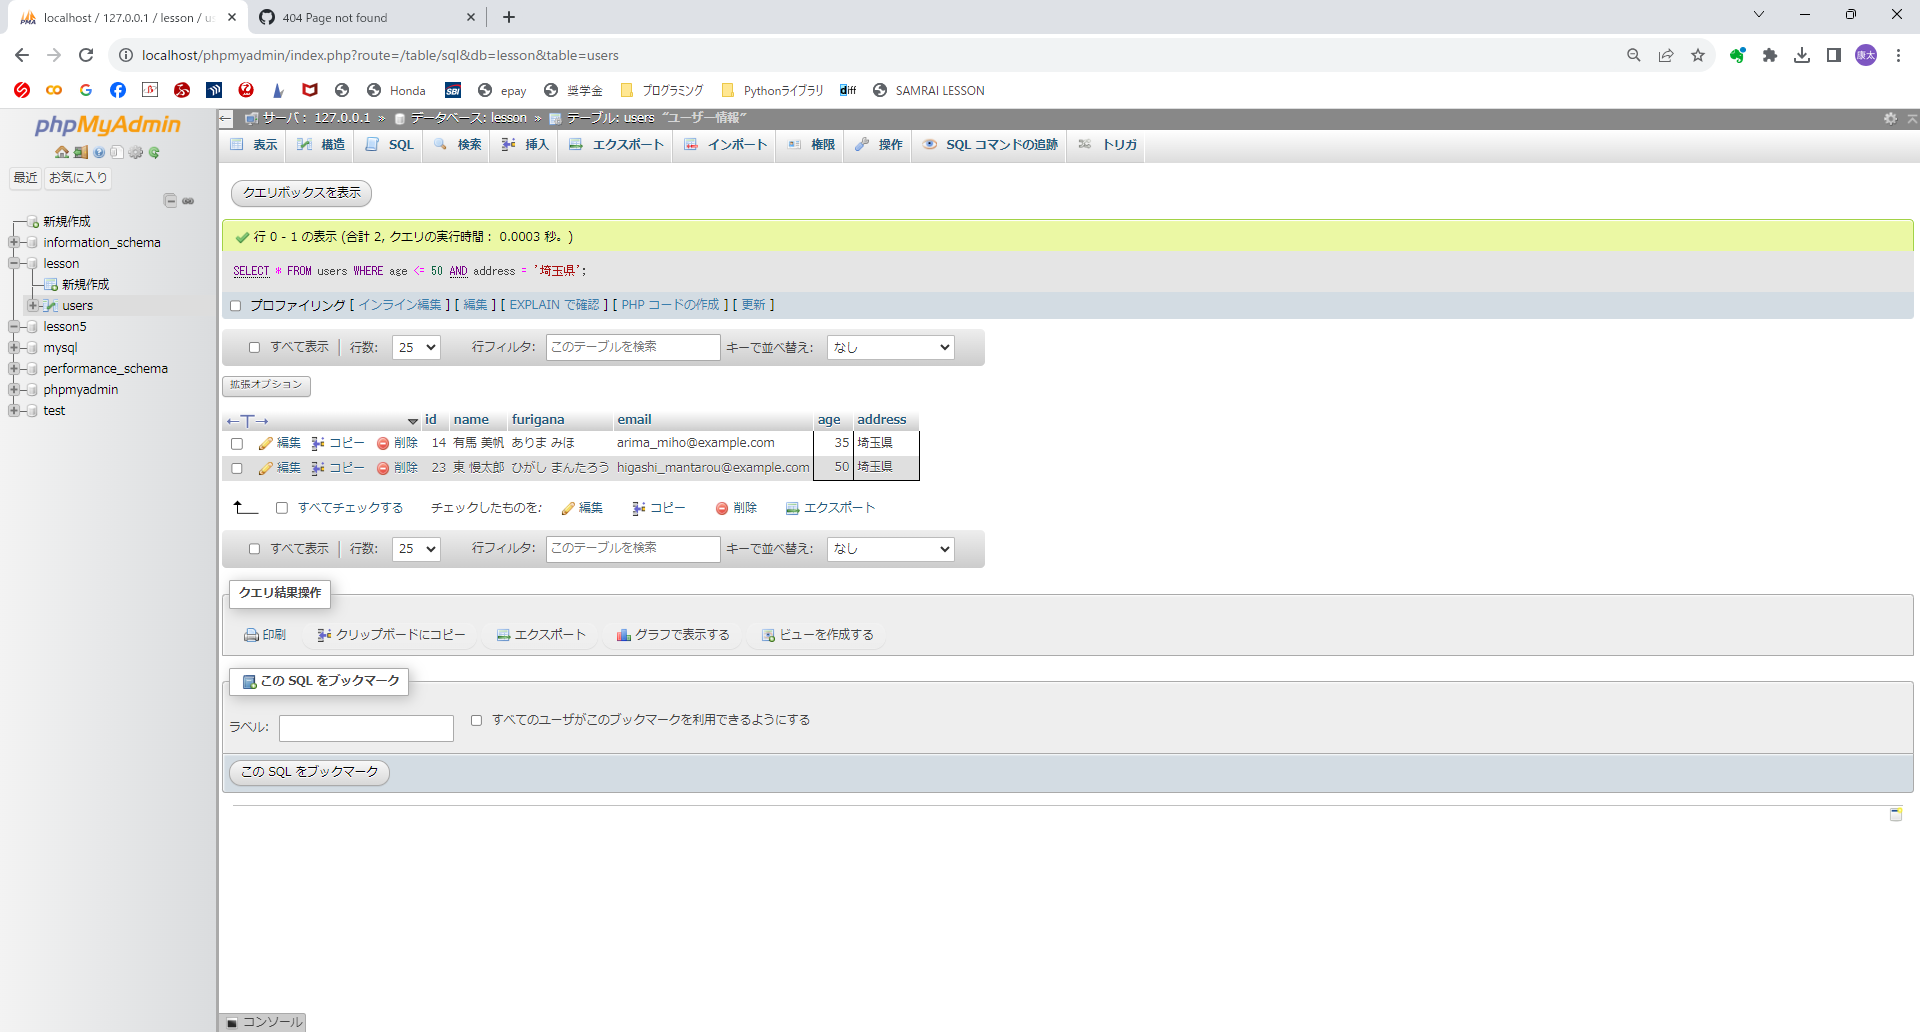 localhost / 127.0.0.1 / lesson / us
404 Page not found
localhost/phpmyadmin/index.php?route=/table/sql&db=lesson&table=users
康太
Honda
SBI
epay
奨学金
プログラミング
Pythonライブラリ
diff
SAMRAI LESSON
phpMyAdmin
最近
お気に入り
新規作成
information_schema
lesson
新規作成
users
lesson5
mysql
performance_schema
phpmyadmin
test
サーバ: 127.0.0.1 » データベース: lesson » テーブル: users "ユーザー情報"
表示
構造
SQL
検索
挿入
エクスポート
インポート
権限
操作
SQL コマンドの追跡
トリガ
クエリボックスを表示
行 0 - 1 の表示 (合計 2, クエリの実行時間: 0.0003 秒。)
SELECT * FROM users WHERE age <= 50 AND address = '埼玉県';
プロファイリング [ インライン編集 ] [ 編集 ] [ EXPLAIN で確認 ] [ PHP コードの作成 ] [ 更新 ]
すべて表示 | 行数: 25 行フィルタ: このテーブルを検索 キーで並べ替え: なし
拡張オプション
←T→ id name furigana email age address
編集 コピー 削除 14 有馬 美帆 ありま みほ arima_miho@example.com 35 埼玉県
編集 コピー 削除 23 東 慢太郎 ひがし まんたろう higashi_mantarou@example.com 50 埼玉県
すべてチェックする チェックしたものを: 編集 コピー 削除 エクスポート
すべて表示 | 行数: 25 行フィルタ: このテーブルを検索 キーで並べ替え: なし
クエリ結果操作
印刷 クリップボードにコピー エクスポート グラフで表示する ビューを作成する
この SQL をブックマーク
ラベル: すべてのユーザがこのブックマークを利用できるようにする
この SQL をブックマーク
コンソール